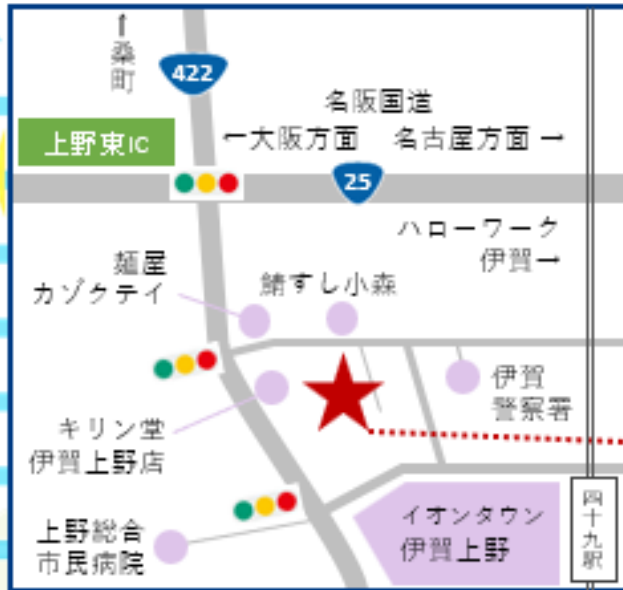 ↑桑町
422
名阪国道
上野東IC
←大阪方面 名古屋方面→
25
ハローワーク
伊賀→
麺屋
カゾクテイ
鯖すし小森
伊賀
警察署
キリン堂
伊賀上野店
イオンタウン
伊賀上野
四十九駅
上野総合
市民病院